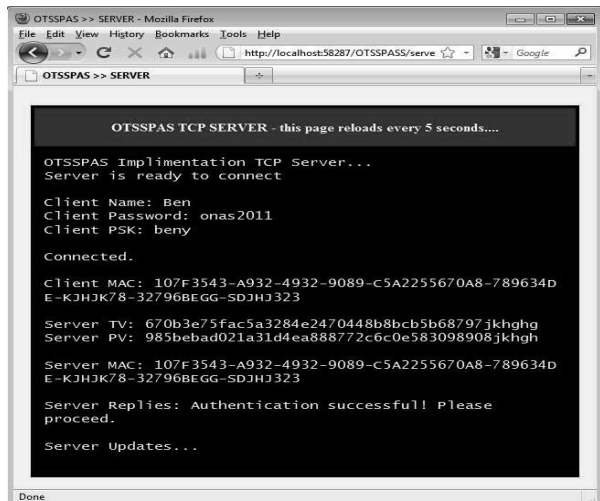 OTSSPAS >> SERVER - Mozilla Firefox
File Edit View History Bookmarks Tools Help
http://localhost:58287/OTSSPASS/serve
Google
OTSSPAS >> SERVER
OTSSPAS TCP SERVER - this page reloads every 5 seconds....
OTSSPAS Implimentation TCP Server...
Server is ready to connect
Client Name: Ben
Client Password: onas2011
Client PSK: beny
Connected.
Client MAC: 107F3543-A932-4932-9089-C5A2255670A8-789634D
E-KJHJK78-32796BEGG-SDJHJ323
Server TV: 670b3e75fac5a3284e2470448b8bcb5b68797jkhghg
Server PV: 985bebad021a31d4ea888772c6c0e583098908jkhgh
Server MAC: 107F3543-A932-4932-9089-C5A2255670A8-789634D
E-KJHJK78-32796BEGG-SDJHJ323
Server Replies: Authentication successful! Please
proceed.
Server Updates...
Done